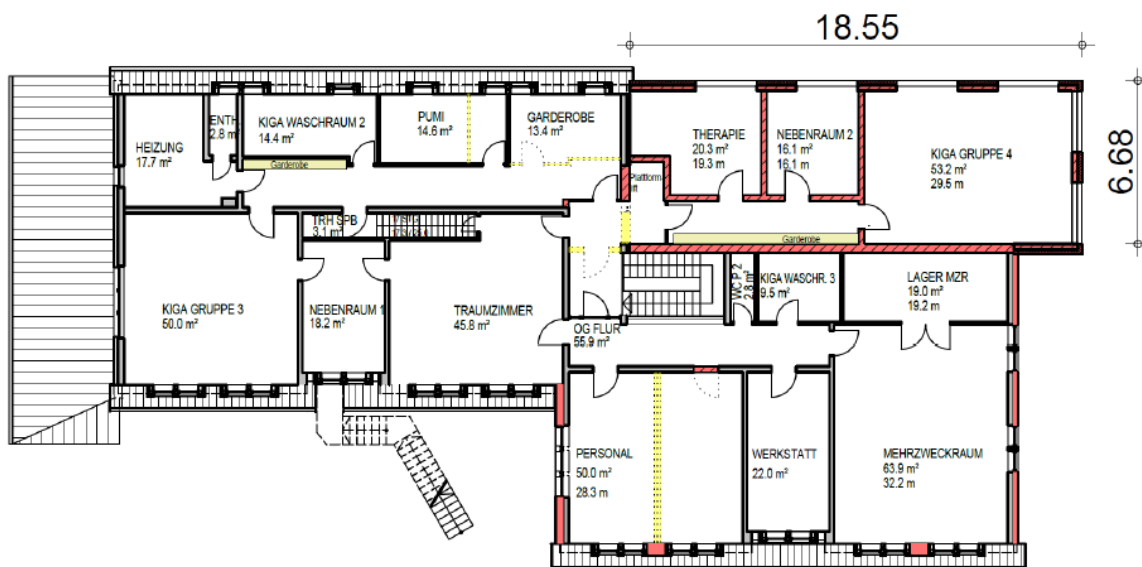 18.55
6.68
HEIZUNG
17.7 m²
ENTH.
2.8 m²
KIGA WASCHRAUM 2
14.4 m²
Garderobe
PUMI
14.6 m²
GARDEROBE
13.4 m²
THERAPIE
20.3 m²
19.3 m
NEBENRAUM 2
16.1 m²
16.1 m
KIGA GRUPPE 4
53.2 m²
29.5 m
Plattform
lift
Garderobe
TRH SPB
3.1 m²
KIGA GRUPPE 3
50.0 m²
NEBENRAUM 1
18.2 m²
TRAUMZIMMER
45.8 m²
OG FLUR
55.9 m²
WC P 2
2.8 m²
KIGA WASCHR. 3
9.5 m²
LAGER MZR
19.0 m²
19.2 m
PERSONAL
50.0 m²
28.3 m
WERKSTATT
22.0 m²
MEHRZWECKRAUM
63.9 m²
32.2 m